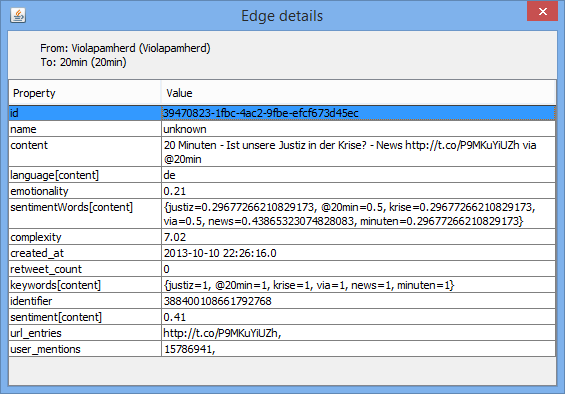 Edge details
From: Violapamherd (Violapamherd)
To: 20min (20min)
Property Value
id 39470823-1fbc-4ac2-9fbe-efcf673d45ec
name unknown
content 20 Minuten - Ist unsere Justiz in der Krise? - News http://t.co/P9MKuYiUZh via
@20min
language[content] de
emotionality 0.21
sentimentWords[content] {justiz=0.29677266210829173, @20min=0.5, krise=0.29677266210829173,
via=0.5, news=0.43865323074828083, minuten=0.29677266210829173}
complexity 7.02
created_at 2013-10-10 22:26:16.0
retweet_count 0
keywords[content] {justiz=1, @20min=1, krise=1, via=1, news=1, minuten=1}
identifier 388400108661792768
sentiment[content] 0.41
url_entries http://t.co/P9MKuYiUZh,
user_mentions 15786941,